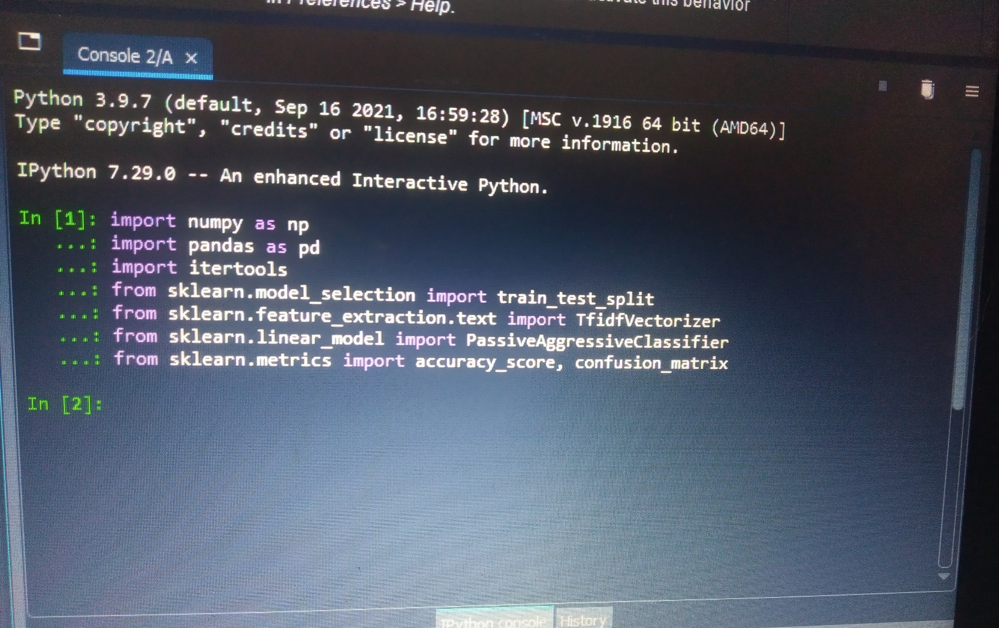 in Preferences > Help.
this behavior
Console 2/A
Python 3.9.7 (default, Sep 16 2021, 16:59:28) [MSC v.1916 64 bit (AMD64)]
Type "copyright", "credits" or "license" for more information.
IPython 7.29.0 -- An enhanced Interactive Python.
In [1]: import numpy as np
...: import pandas as pd
...: import itertools
...: from sklearn.model_selection import train_test_split
...: from sklearn.feature_extraction.text import TfidfVectorizer
...: from sklearn.linear_model import PassiveAggressiveClassifier
...: from sklearn.metrics import accuracy_score, confusion_matrix
In [2]:
IPython console History